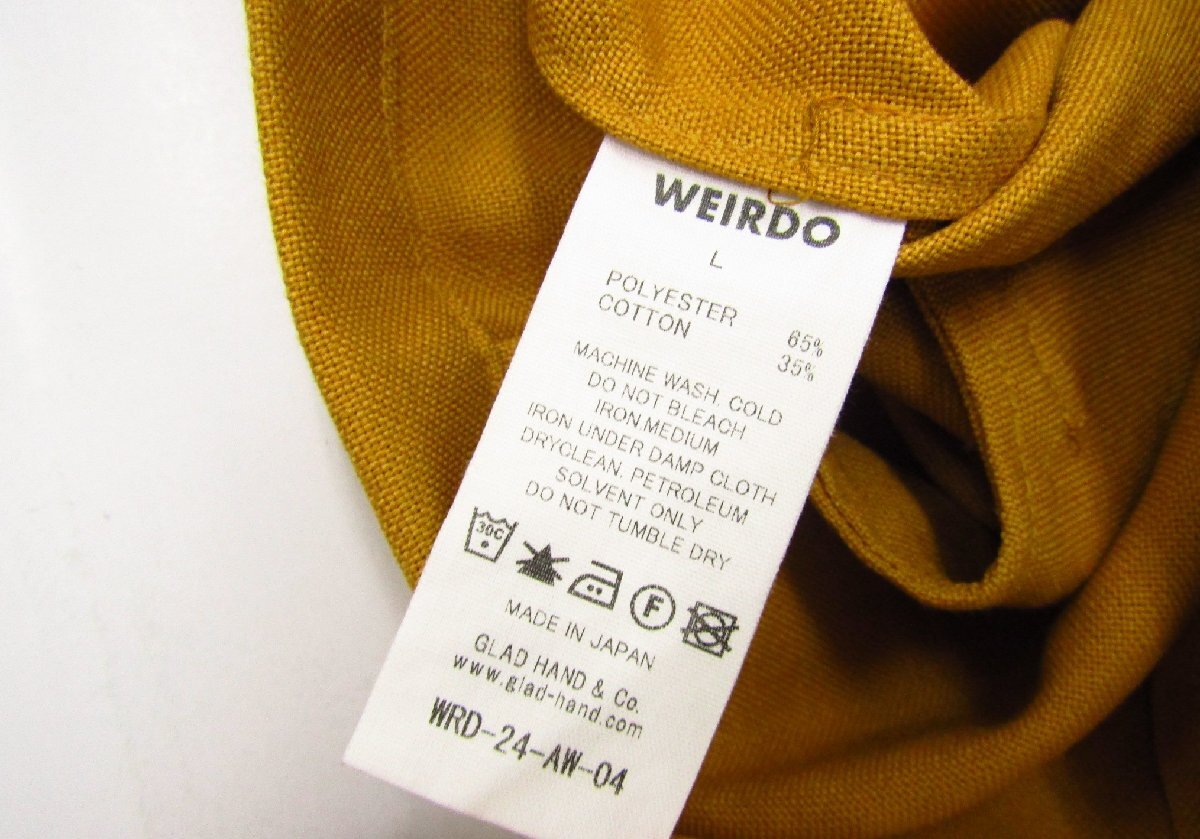 WEIRDO
L
POLYESTER 65%
COTTON 35%
MACHINE WASH, COLD
DO NOT BLEACH
IRON,MEDIUM
IRON UNDER DAMP CLOTH
DRYCLEAN, PETROLEUM
SOLVENT ONLY
DO NOT TUMBLE DRY
30C
F
MADE IN JAPAN
GLAD HAND & Co.
www.glad-hand.com
WRD-24-AW-04